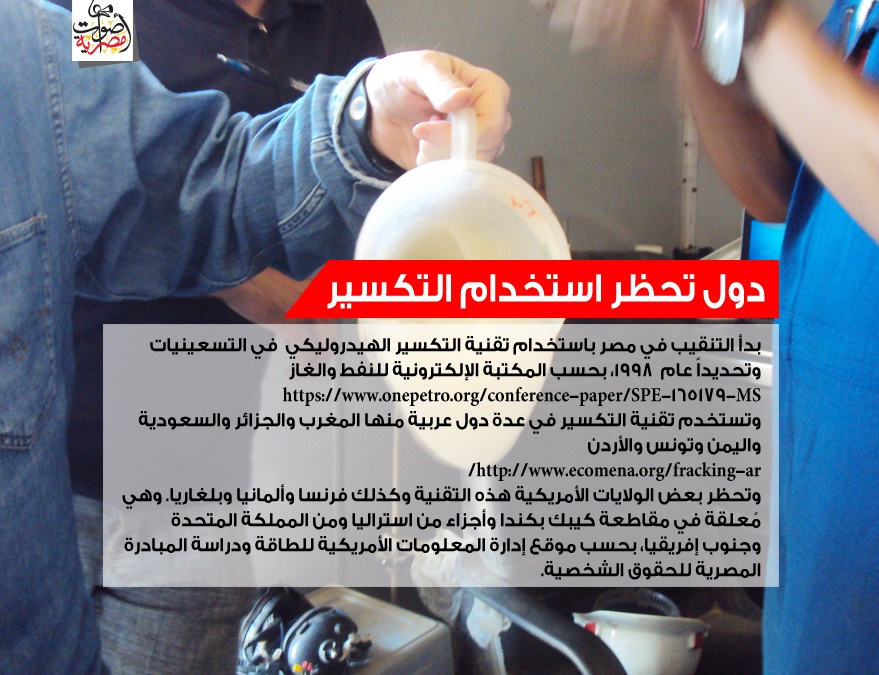 أصوات
مصرية
دول تحظر استخدام التكسير
بدأ التنقيب في مصر باستخدام تقنية التكسير الهيدروليكي في التسعينيات
وتحديداً عام ١٩٩٨، بحسب المكتبة الإلكترونية للنفط والغاز
https://www.onepetro.org/conference-paper/SPE-١٦٥١٧٩-MS
وتستخدم تقنية التكسير في عدة دول عربية منها المغرب والجزائر والسعودية
واليمن وتونس والأردن
/http://www.ecomena.org/fracking-ar
وتحظر بعض الولايات الأمريكية هذه التقنية وكذلك فرنسا وألمانيا وبلغاريا. وهي
مُعلقة في مقاطعة كيبك بكندا وأجزاء من استراليا ومن المملكة المتحدة
وجنوب إفريقيا، بحسب موقع إدارة المعلومات الأمريكية للطاقة ودراسة المبادرة
المصرية للحقوق الشخصية.